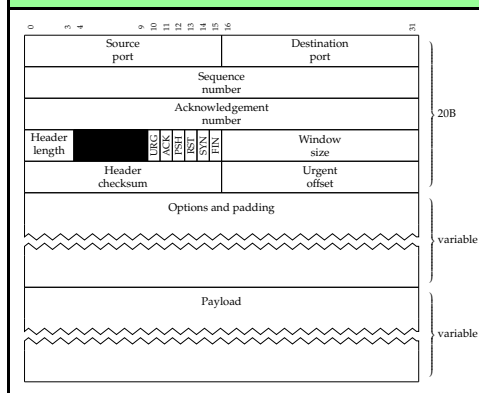 0 3 4 9 10 11 12 13 14 15 16 31
Source
port
Destination
port
Sequence
number
Acknowledgement
number
20B
Header
length
URG
ACK
PSH
RST
SYN
FIN
Window
size
Header
checksum
Urgent
offset
Options and padding
variable
Payload
variable